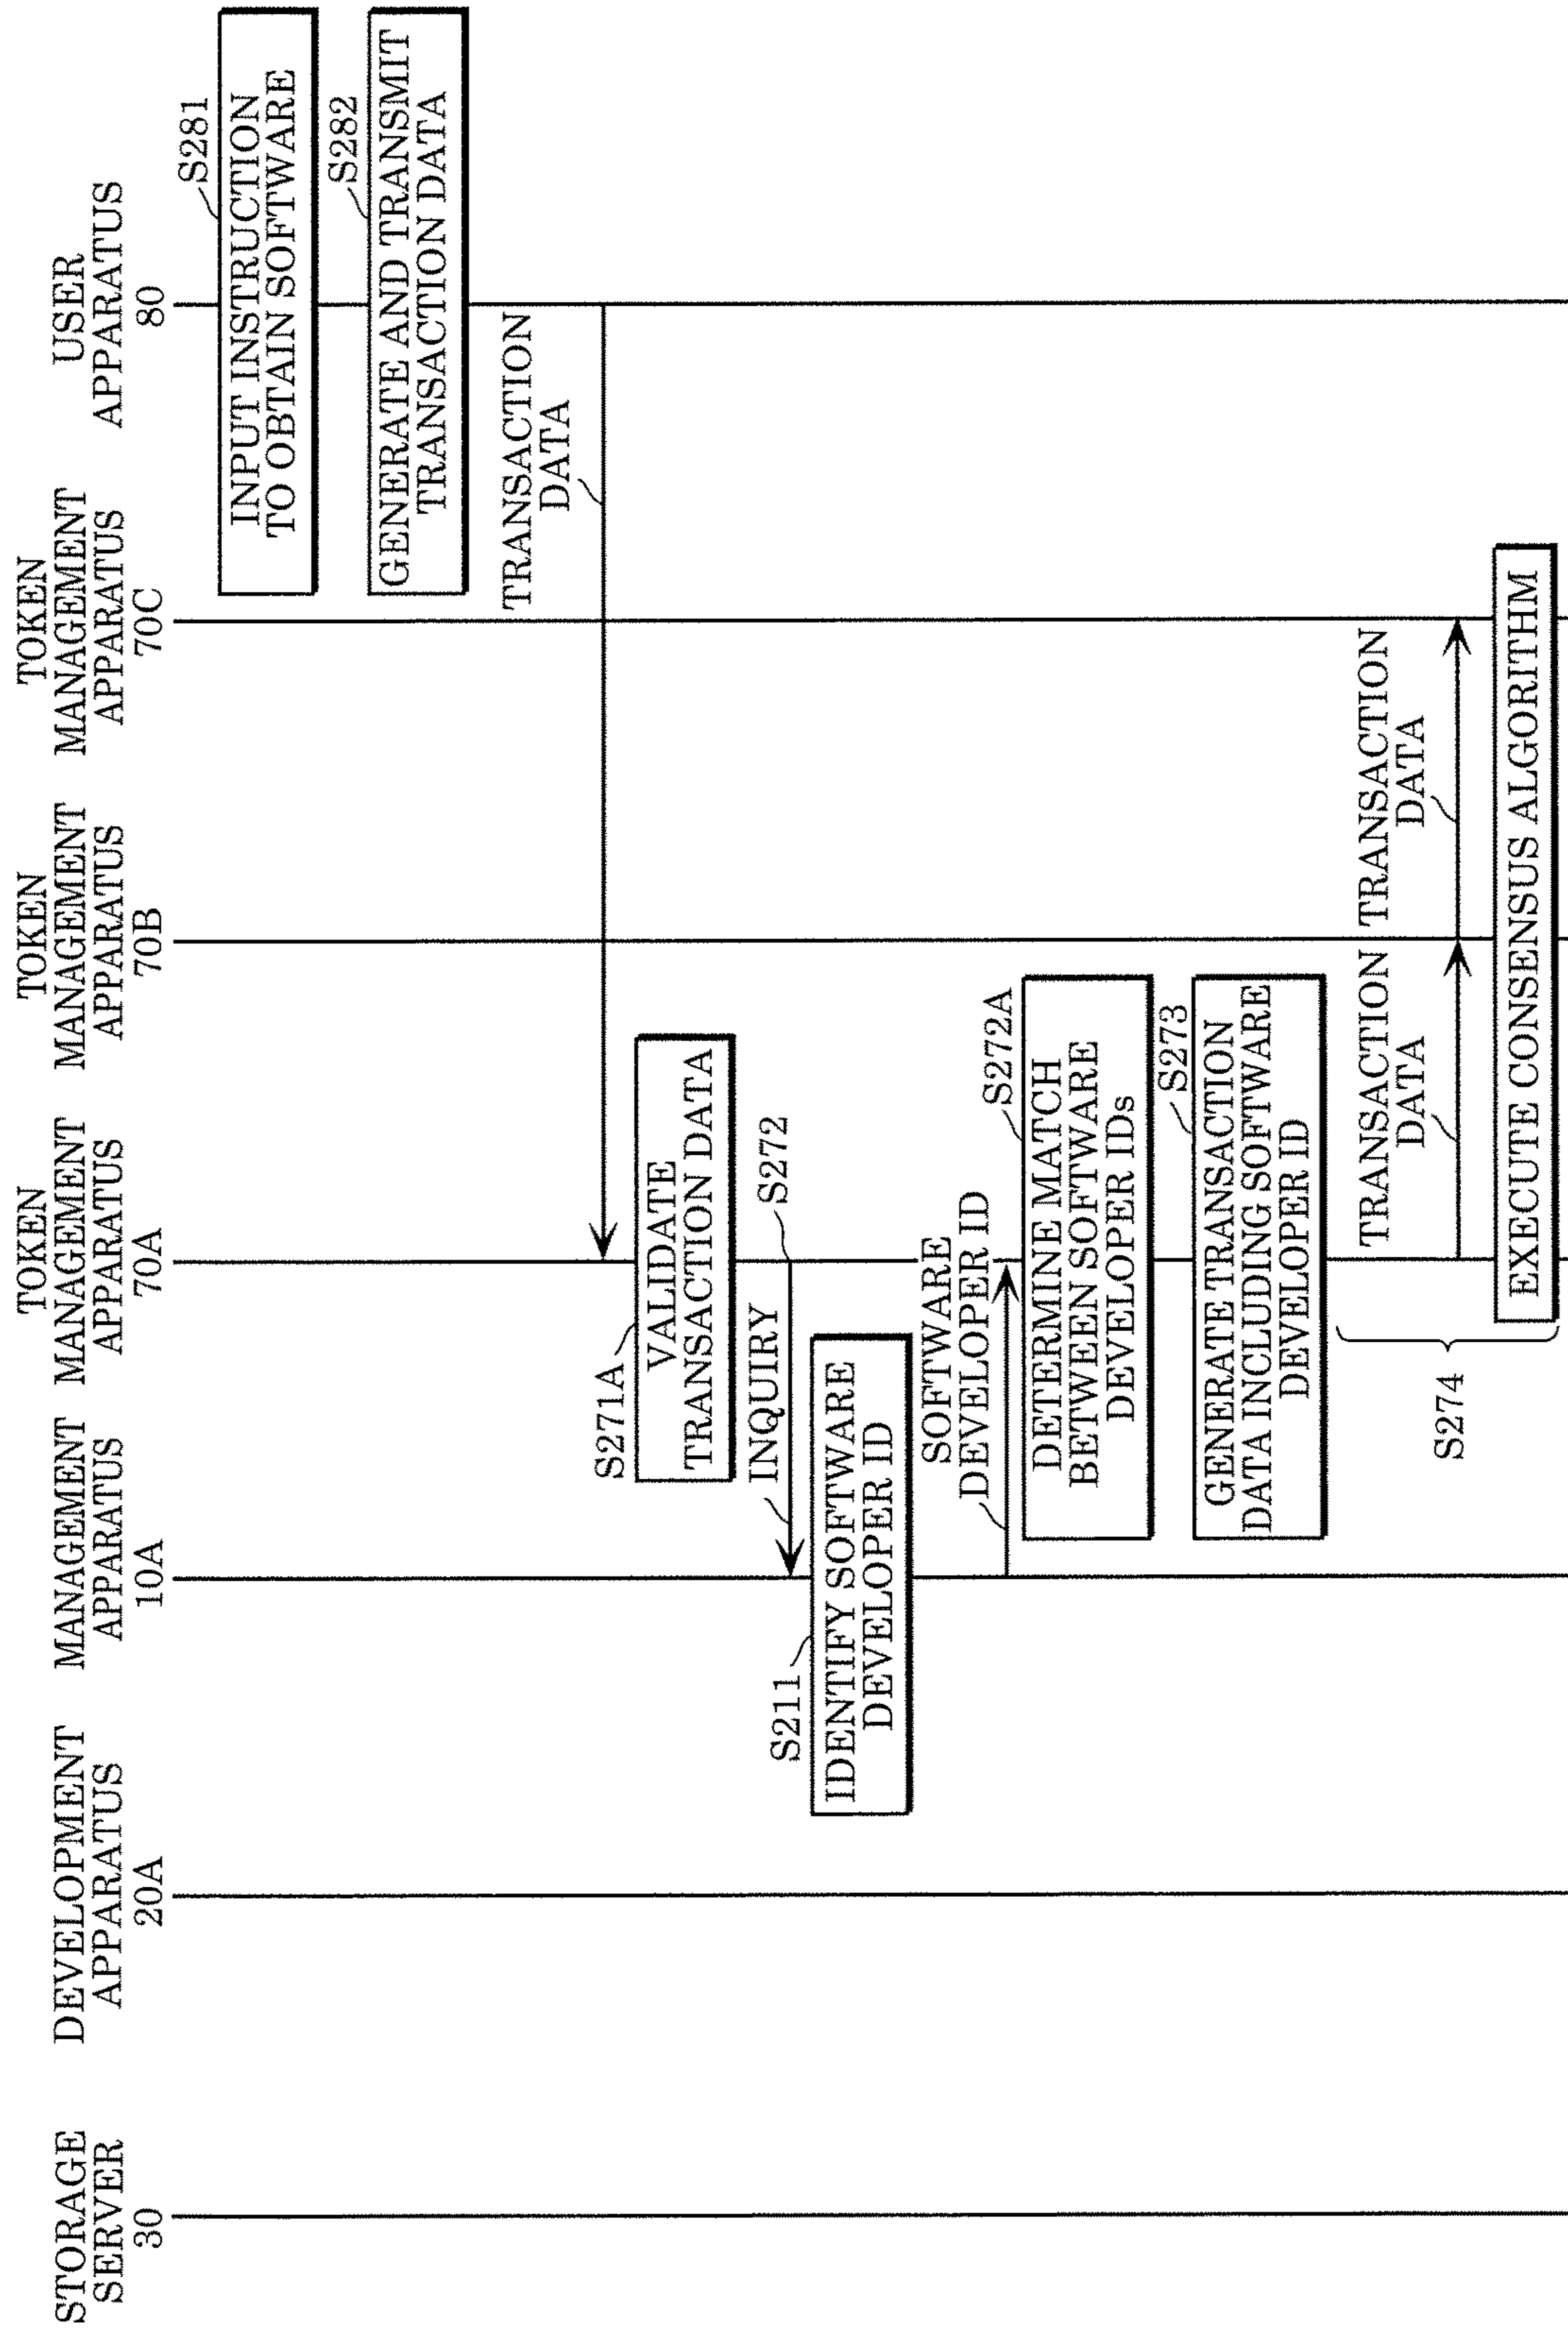 STORAGE
SERVER
30
DEVELOPMENT
APPARATUS
20A
MANAGEMENT
APPARATUS
10A
TOKEN
MANAGEMENT
APPARATUS
70A
TOKEN
MANAGEMENT
APPARATUS
70B
TOKEN
MANAGEMENT
APPARATUS
70C
USER
APPARATUS
80
S281
INPUT INSTRUCTION
TO OBTAIN SOFTWARE
S282
GENERATE AND TRANSMIT
TRANSACTION DATA
TRANSACTION
DATA
S271A
VALIDATE
TRANSACTION DATA
INQUIRY
S272
S211
IDENTIFY SOFTWARE
DEVELOPER ID
SOFTWARE
DEVELOPER ID
S272A
DETERMINE MATCH
BETWEEN SOFTWARE
DEVELOPER IDs
S273
GENERATE TRANSACTION
DATA INCLUDING SOFTWARE
DEVELOPER ID
S274
TRANSACTION
DATA
TRANSACTION
DATA
EXECUTE CONSENSUS ALGORITHM